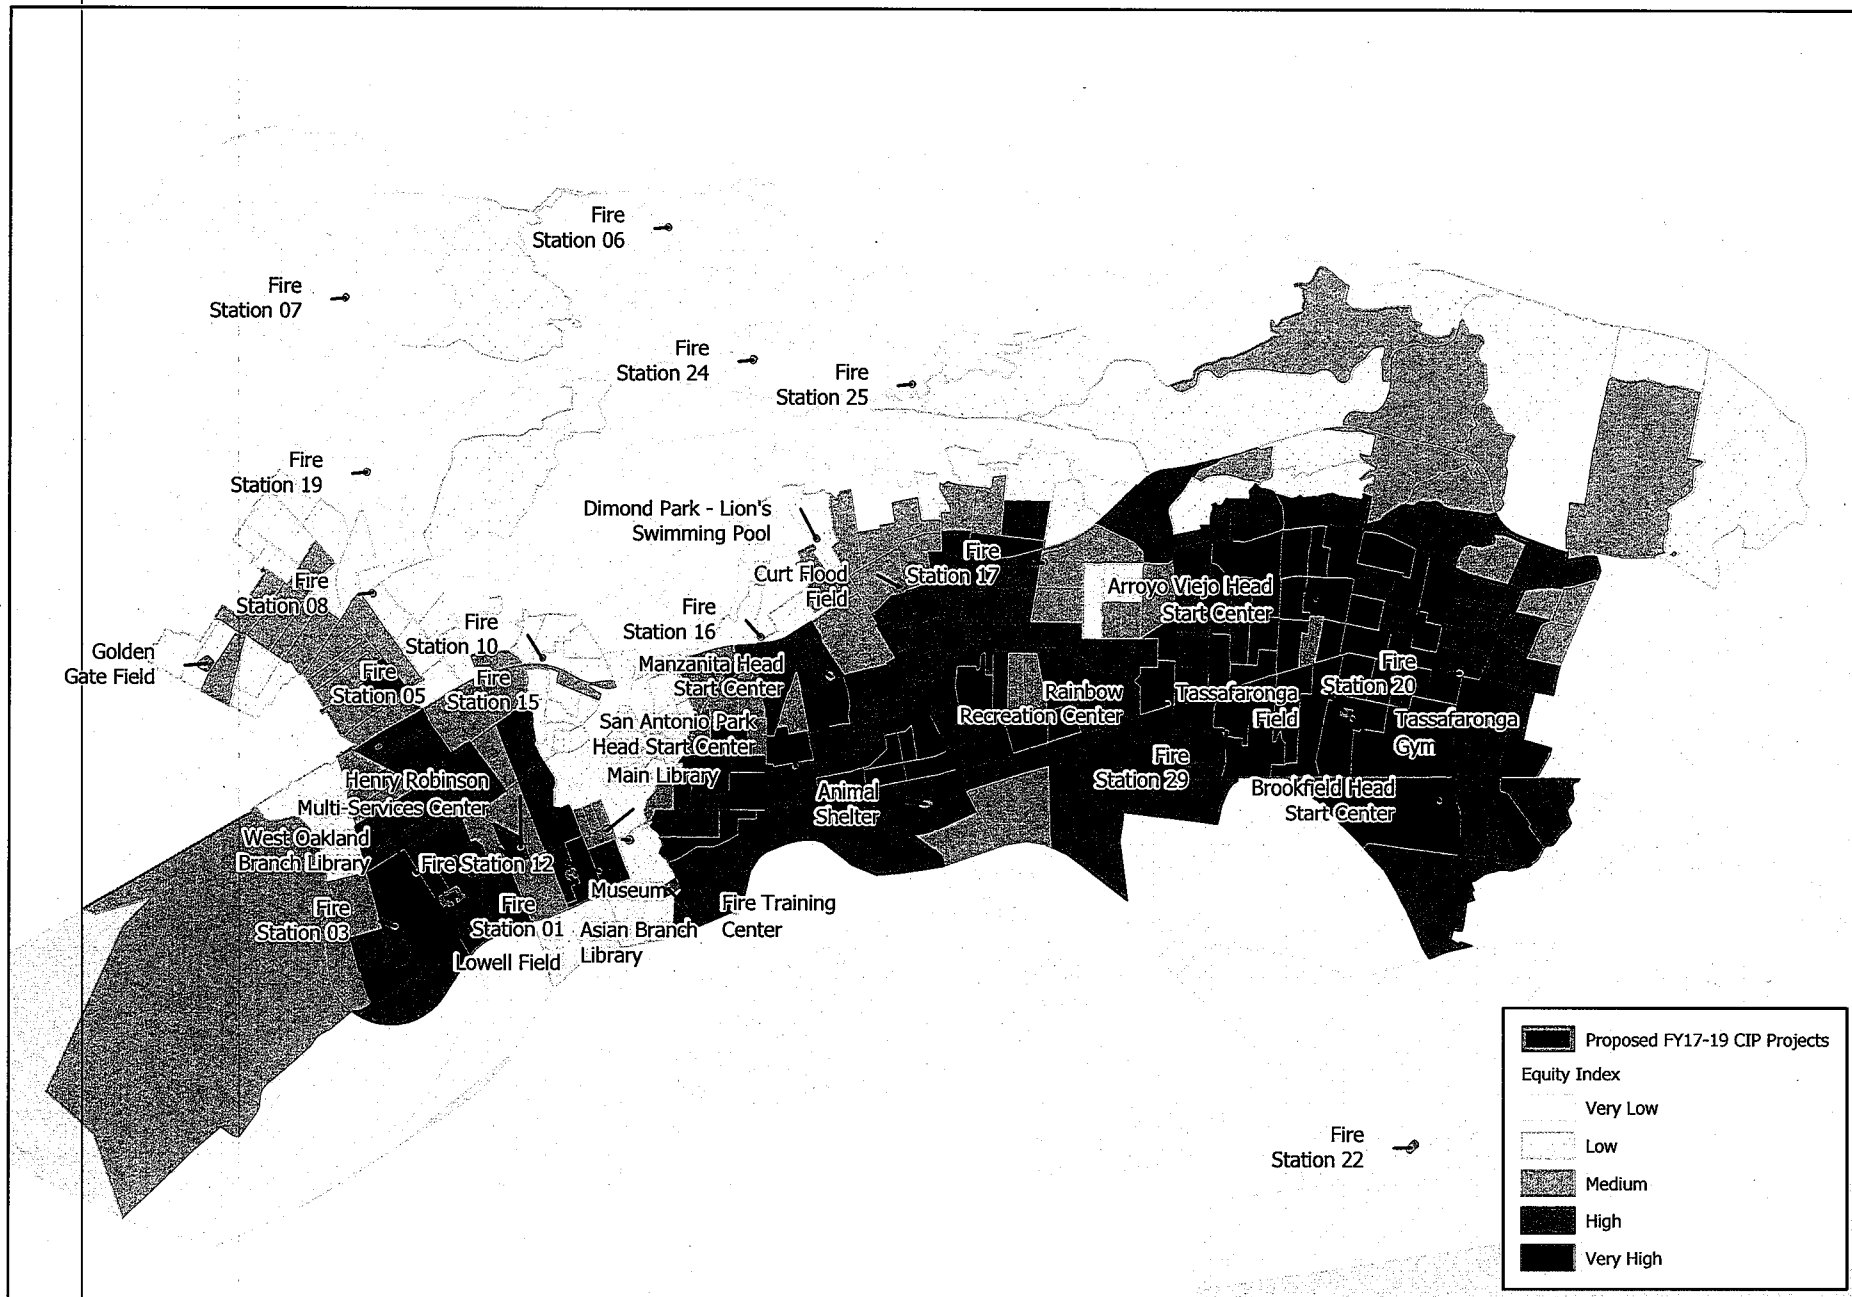 Fire
Station 06
Fire
Station 07
Fire
Station 24
Fire
Station 25
Fire
Station 19
Dimond Park - Lion's
Swimming Pool
Fire
Station 17
Curt Flood
Field
Fire
Station 08
Arroyo Viejo Head
Start Center
Fire
Station 16
Fire
Station 10
Golden
Gate Field
Manzanita Head
Start Center
Fire
Station 05
Fire
Station 15
Fire
Station 20
Rainbow
Recreation Center
Tassafaronga
Field
Tassafaronga
Gym
San Antonio Park
Head Start Center
Main Library
Henry Robinson
Multi-Services Center
Fire
Station 29
Animal
Shelter
Brookfield Head
Start Center
West Oakland
Branch Library
Fire Station 12
Museum
Fire Training
Center
Fire
Station 03
Fire
Station 01
Asian Branch
Library
Lowell Field
Fire
Station 22
Proposed FY17-19 CIP Projects
Equity Index
Very Low
Low
Medium
High
Very High